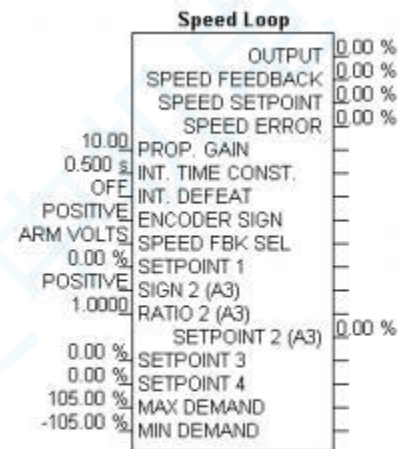 Speed Loop
OUTPUT 0.00 %
SPEED FEEDBACK 0.00 %
SPEED SETPOINT 0.00 %
SPEED ERROR 0.00 %
10.00 PROP. GAIN
0.500 s INT. TIME CONST.
OFF INT. DEFEAT
POSITIVE ENCODER SIGN
ARM VOLTS SPEED FBK SEL
0.00 % SETPOINT 1
POSITIVE SIGN 2 (A3)
1.0000 RATIO 2 (A3)
SETPOINT 2 (A3) 0.00 %
0.00 % SETPOINT 3
0.00 % SETPOINT 4
105.00 % MAX DEMAND
-105.00 % MIN DEMAND